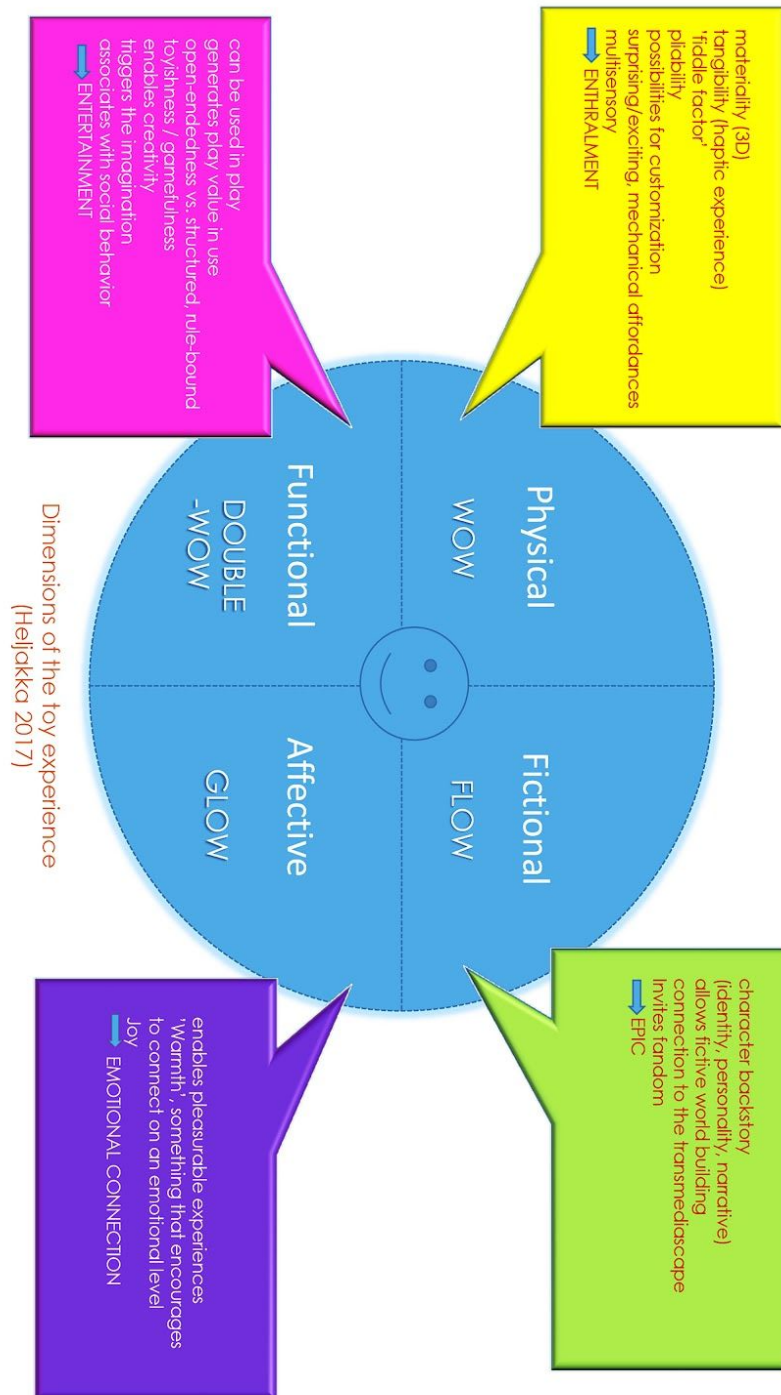 materiality (3D)
tangibility (haptic experience)
'fiddle factor'
pliability
possibilities for customization
surprising/exciting, mechanical affordances
multisensory
ENTHRALMENT
character backstory
(identity, personality, narrative)
allows fictive world building
connection to the transmediascape
Invites fandom
EPIC
Physical
WOW
Fictional
FLOW
Functional
DOUBLE
-WOW
Affective
GLOW
can be used in play
generates play value in use
open-endedness vs. structured, rule-bound
toyishness / gamefulness
enables creativity
triggers the imagination
associates with social behavior
ENTERTAINMENT
enables pleasurable experiences
'Warmth', something that encourages
to connect on an emotional level
Joy
EMOTIONAL CONNECTION
Dimensions of the toy experience
(Heljakka 2017)